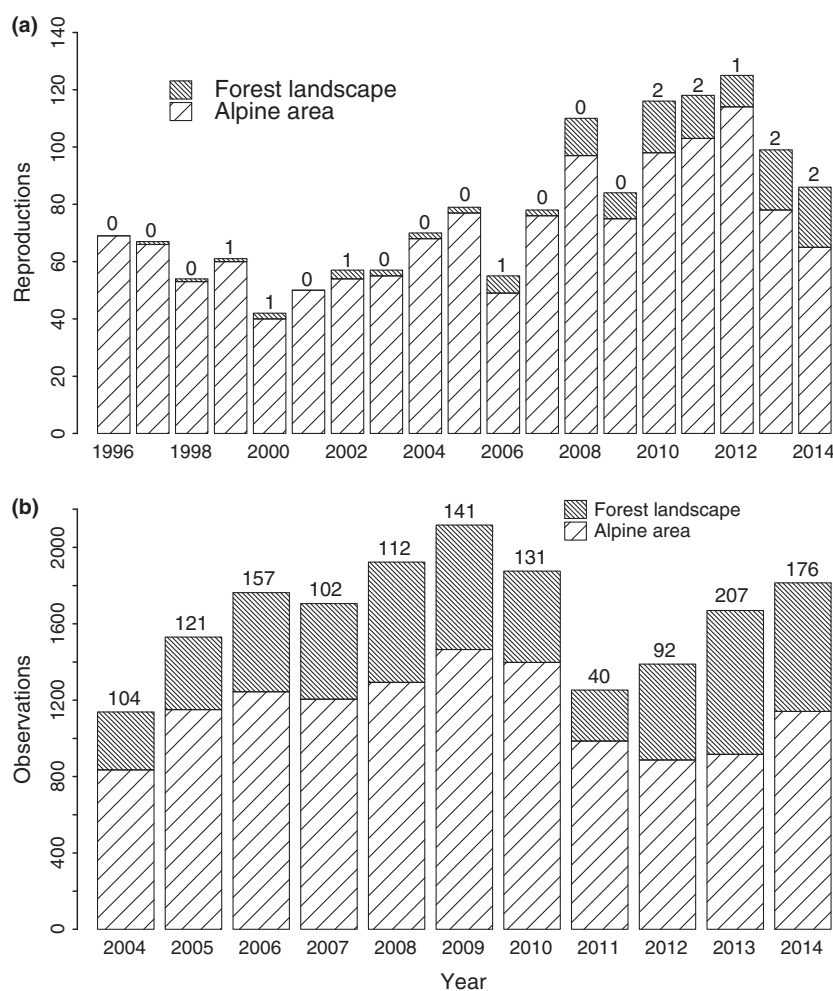 (a)
140
120
100
80
60
40
20
0
Reproductions
Forest landscape
Alpine area
0 0 0 1 1 0 1 0 0 0 1 0 0 0 2 2 1 2 2
1996 1998 2000 2002 2004 2006 2008 2010 2012 2014
(b)
2000
1600
1200
800
400
0
Observations
Forest landscape
Alpine area
104 121 157 102 112 141 131 40 92 207 176
2004 2005 2006 2007 2008 2009 2010 2011 2012 2013 2014
Year